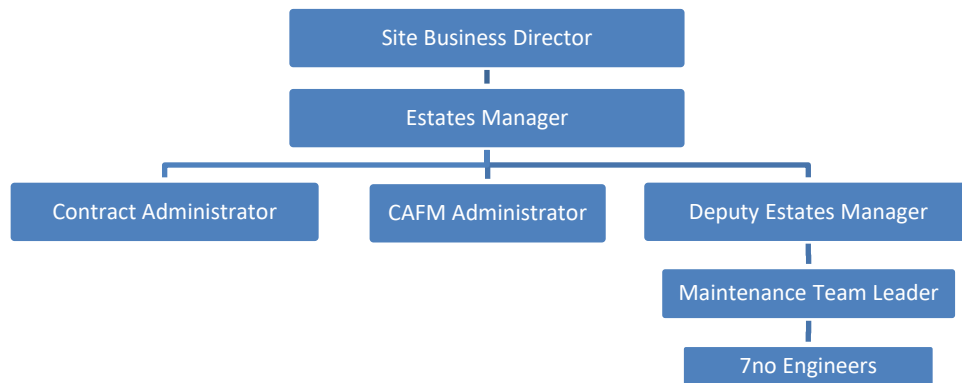 Site Business Director
Estates Manager
Contract Administrator
CAFM Administrator
Deputy Estates Manager
Maintenance Team Leader
7no Engineers